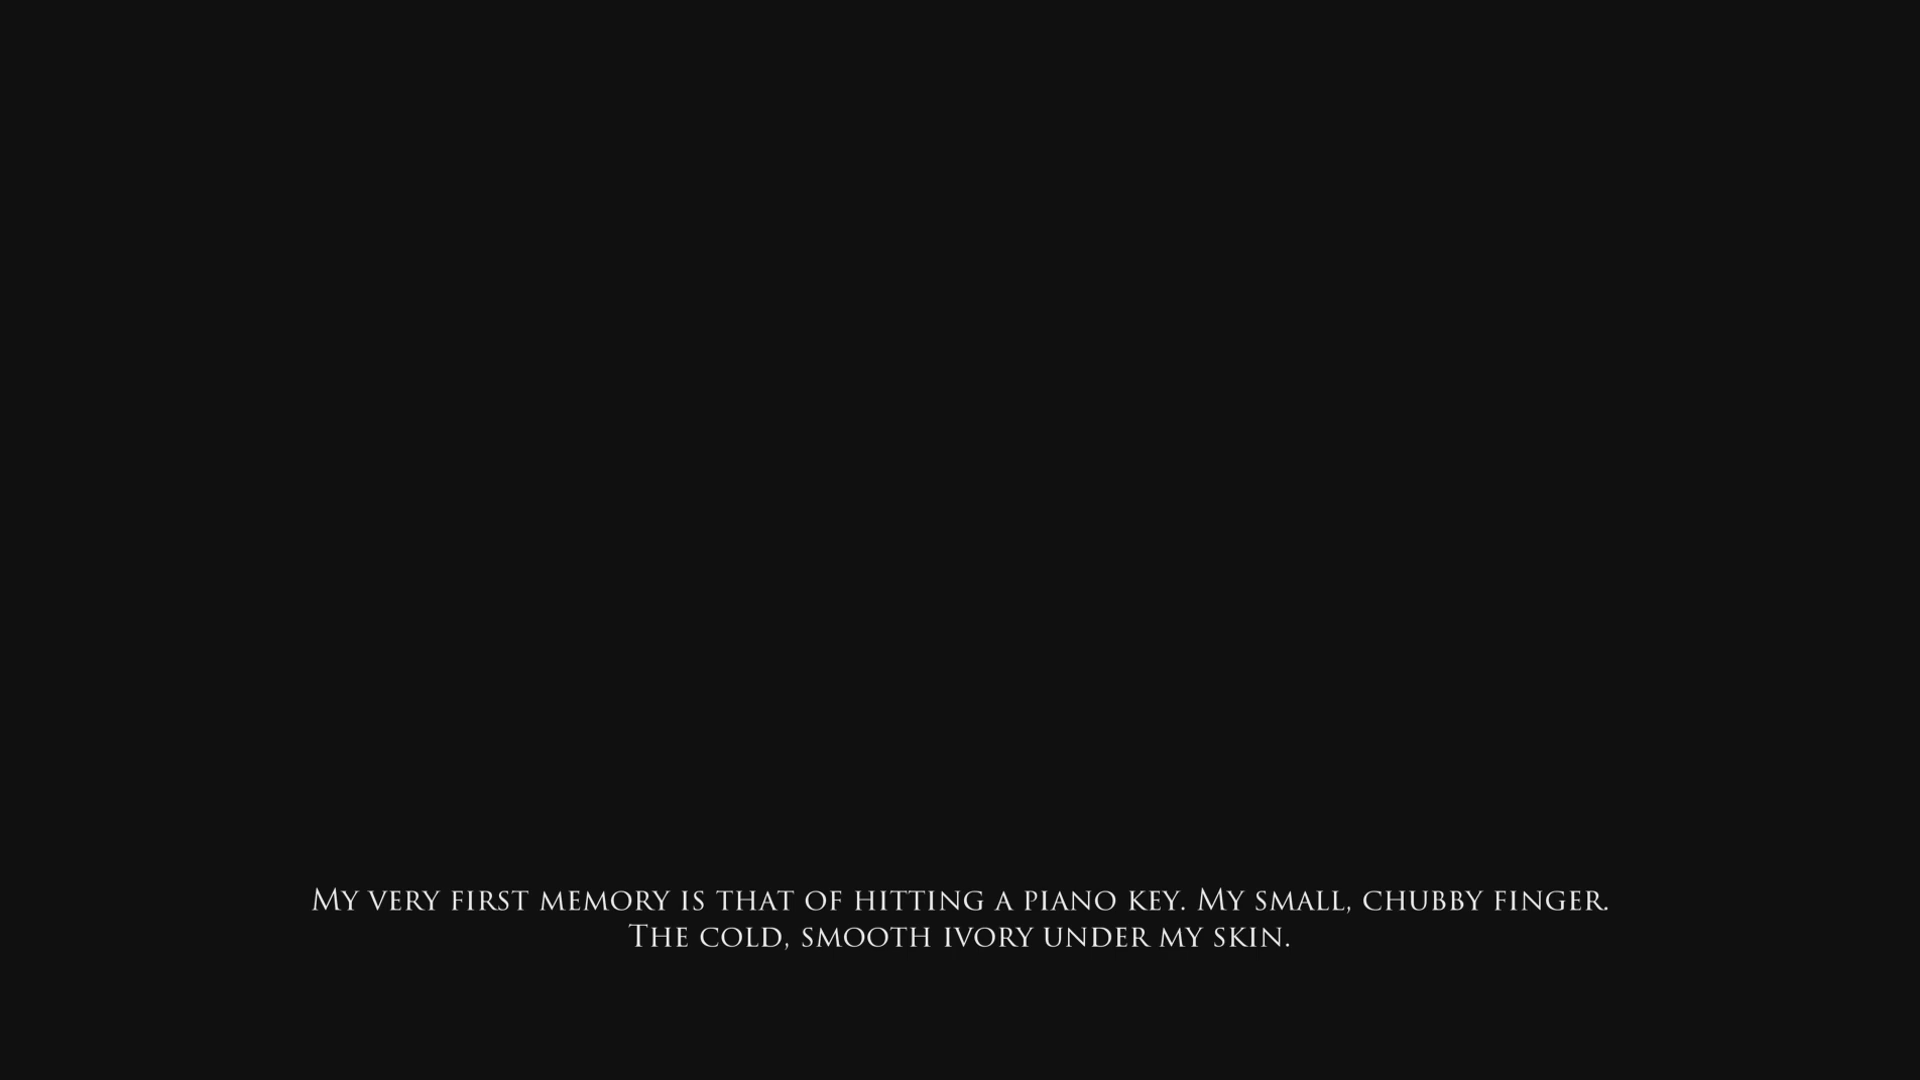 My very first memory is that of hitting a piano key. My small, chubby finger.
The cold, smooth ivory under my skin.